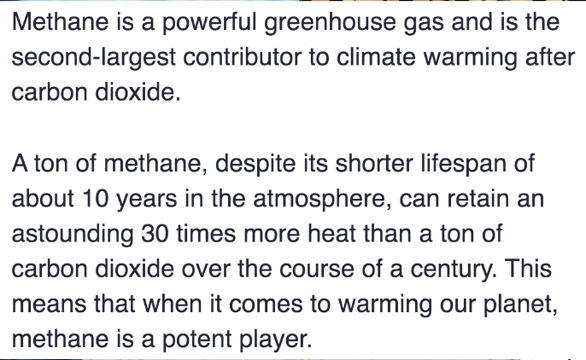 Methane is a powerful greenhouse gas and is the
second-largest contributor to climate warming after
carbon dioxide.
A ton of methane, despite its shorter lifespan of
about 10 years in the atmosphere, can retain an
astounding 30 times more heat than a ton of
carbon dioxide over the course of a century. This
means that when it comes to warming our planet,
methane is a potent player.